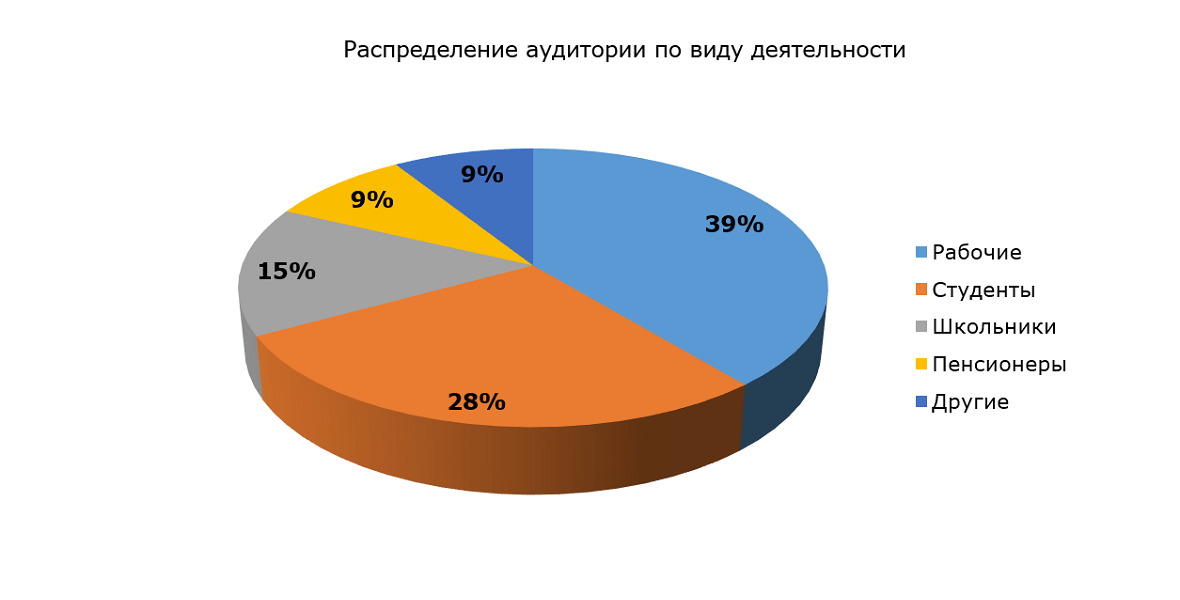 Распределение аудитории по виду деятельности
9%
9%
39%
15%
28%
Рабочие
Студенты
Школьники
Пенсионеры
Другие